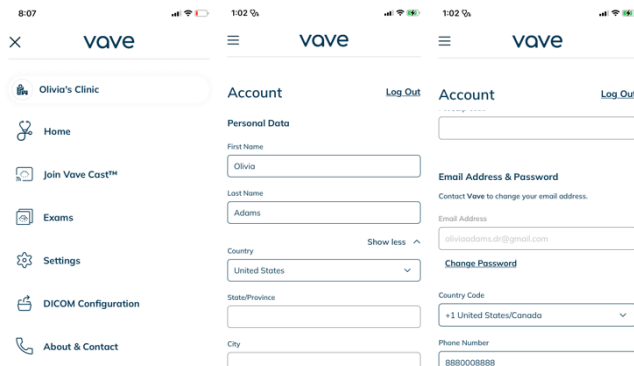 8:07
vave
Olivia's Clinic
Home
Join Vave Cast™
Exams
Settings
DICOM Configuration
About & Contact
1:02
vave
Account
Log Out
Personal Data
First Name
Olivia
Last Name
Adams
Show less
Country
United States
State/Province
City
1:02
vave
Account
Log Out
Email Address & Password
Contact Vave to change your email address.
Email Address
oliviaadams.dr@gmail.com
Change Password
Country Code
+1 United States/Canada
Phone Number
8880008888